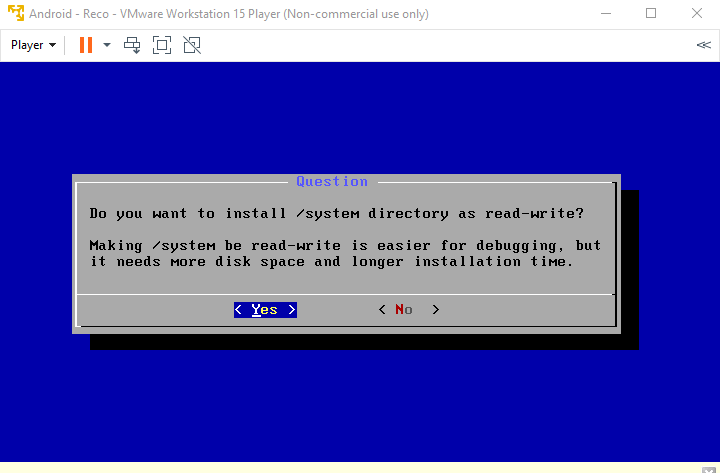 Android - Reco - VMware Workstation 15 Player (Non-commercial use only)
Player
Question
Do you want to install /system directory as read-write?
Making /system be read-write is easier for debugging, but
it needs more disk space and longer installation time.
< Yes > < No >